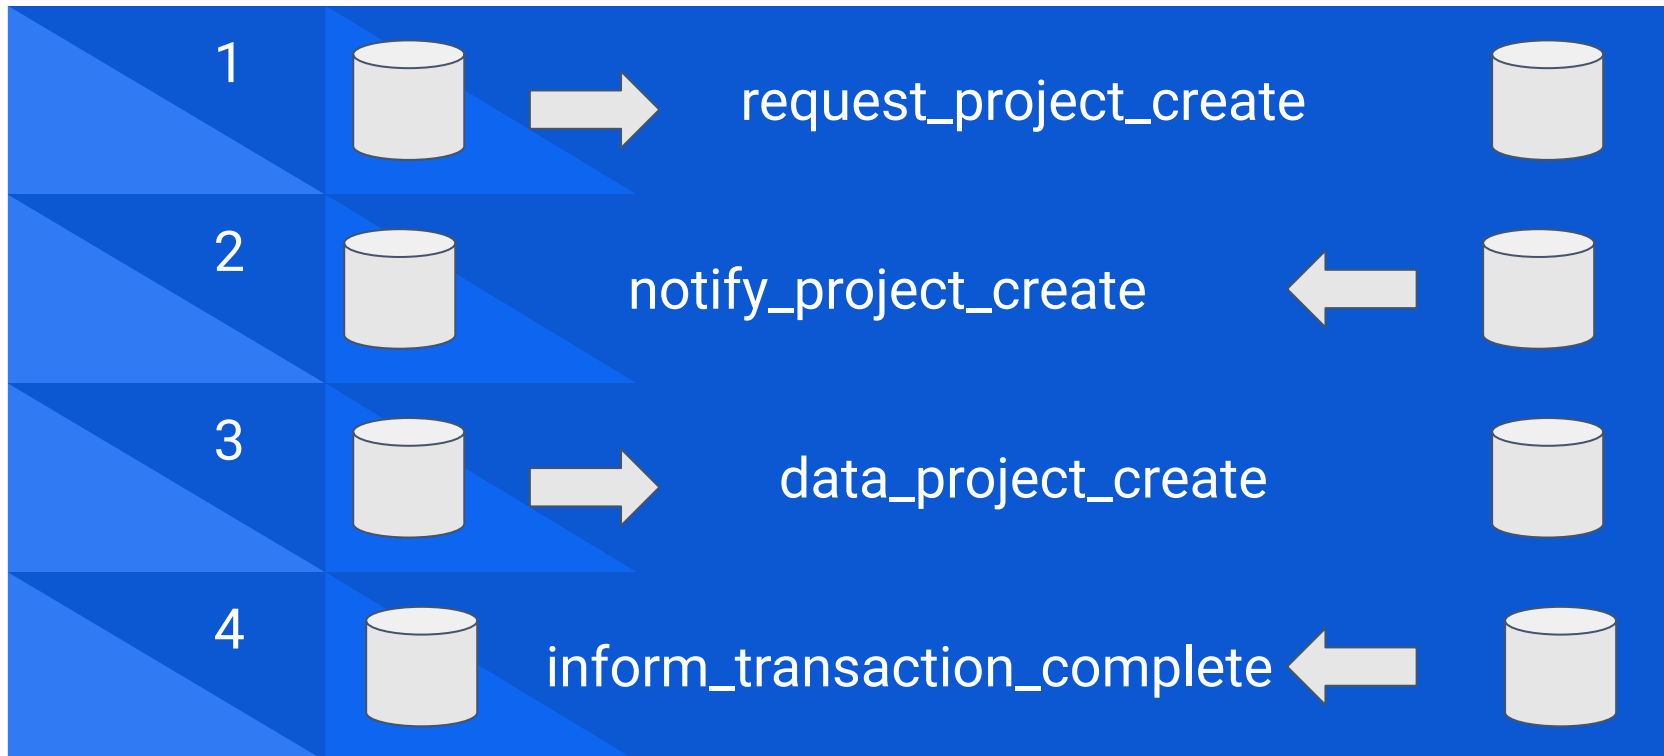 1
request_project_create
2
notify_project_create
3
data_project_create
4
inform_transaction_complete